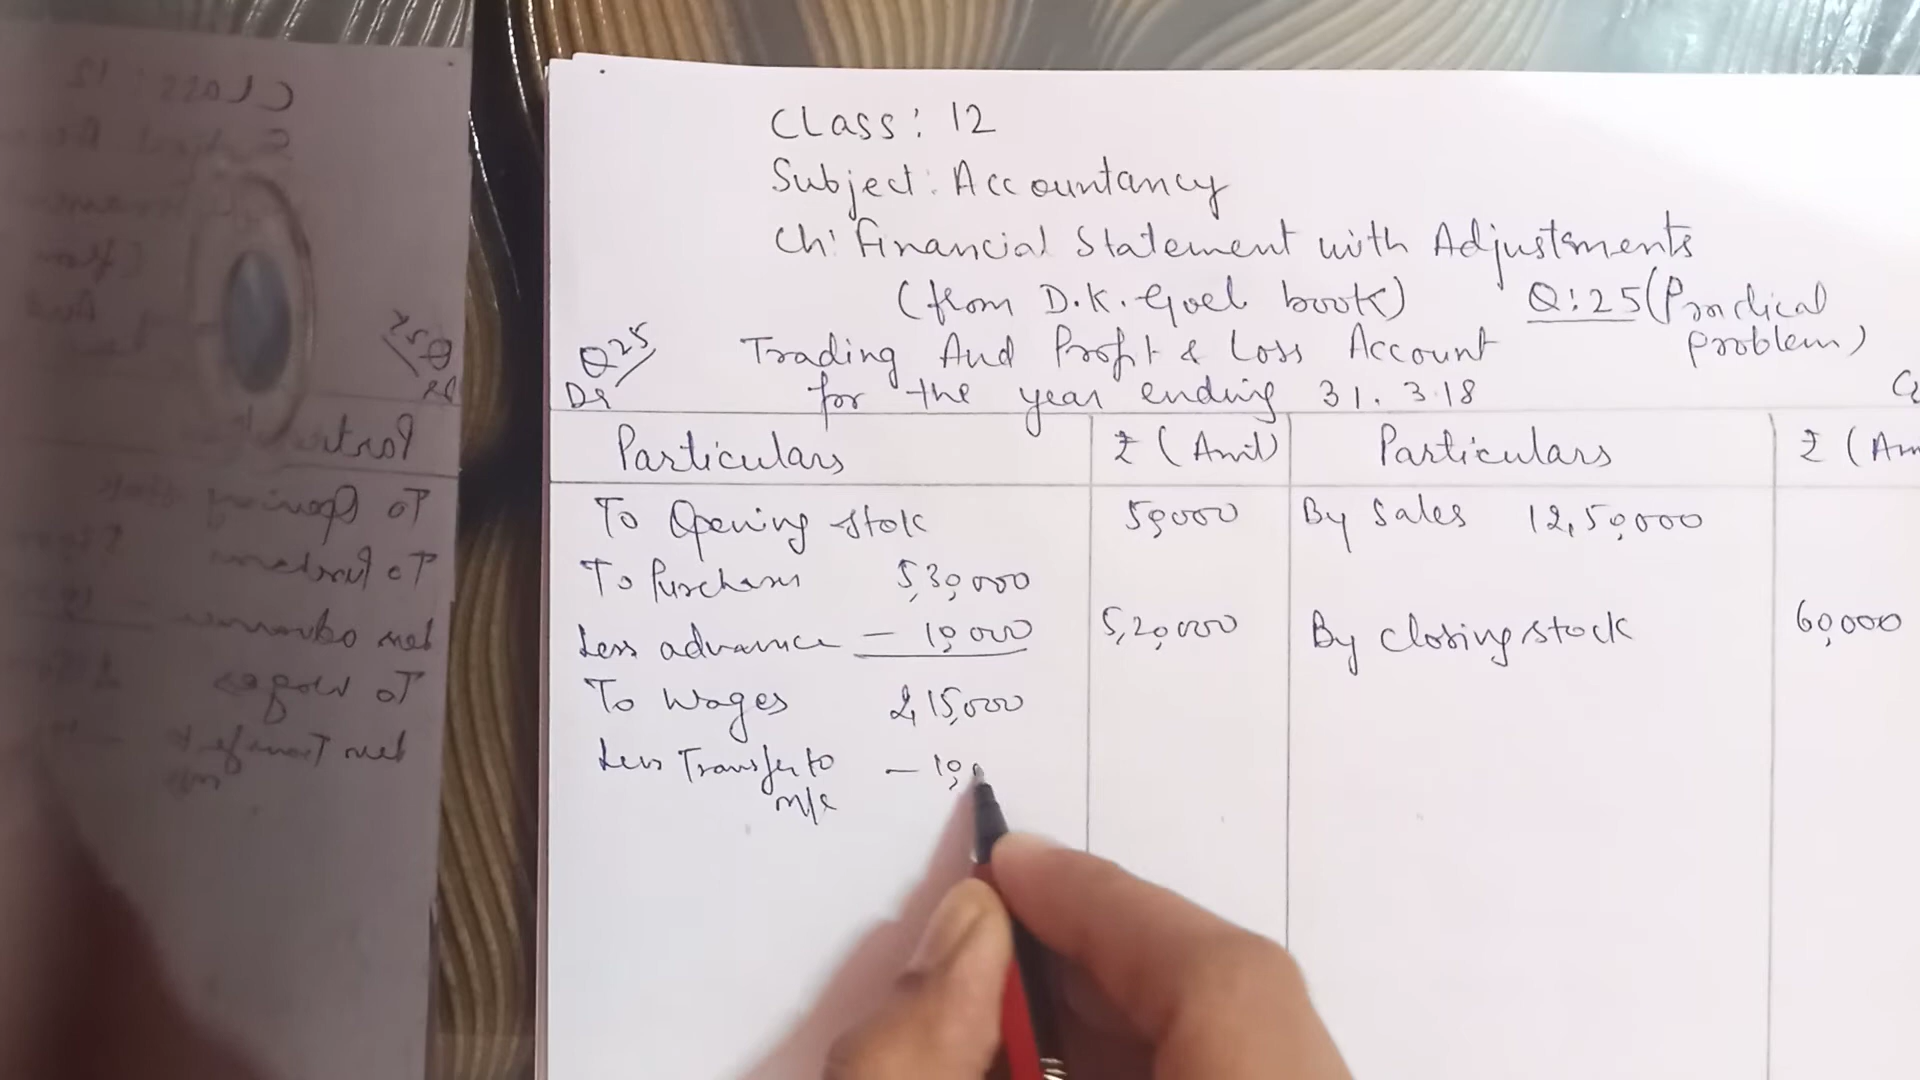 Class: 12
Subject: Accountancy
Ch: Financial Statement with Adjustments
(from D.K. Goel book) Q:25 (Practical problem)
Q25 Trading And Profit & Loss Account
Dr for the year ending 31.3.18
Particulars ₹ (Amt) Particulars ₹ (Am
To Opening stok 50,000 By Sales 12,50,000
To Purchases 5,30,000
Less advance — 10,000 5,20,000 By Closing stock 60,000
To Wages 2,15,000
Less Transfer to — 10,
m/c